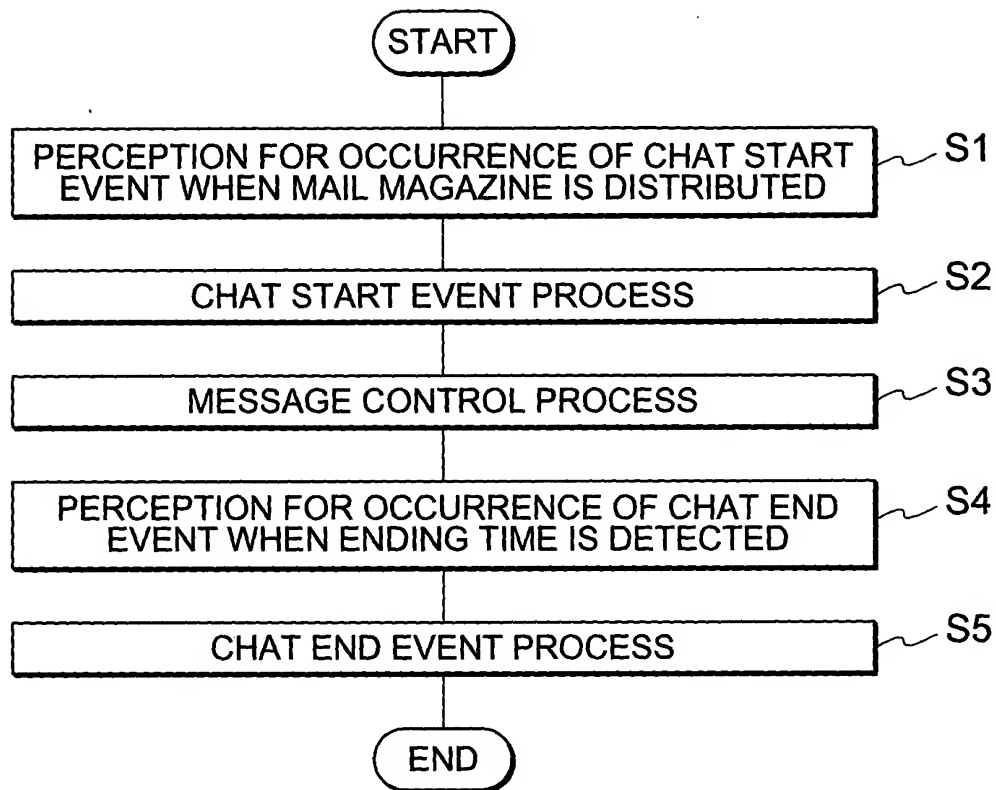 START
PERCEPTION FOR OCCURRENCE OF CHAT START
EVENT WHEN MAIL MAGAZINE IS DISTRIBUTED
S1
CHAT START EVENT PROCESS
S2
MESSAGE CONTROL PROCESS
S3
PERCEPTION FOR OCCURRENCE OF CHAT END
EVENT WHEN ENDING TIME IS DETECTED
S4
CHAT END EVENT PROCESS
S5
END